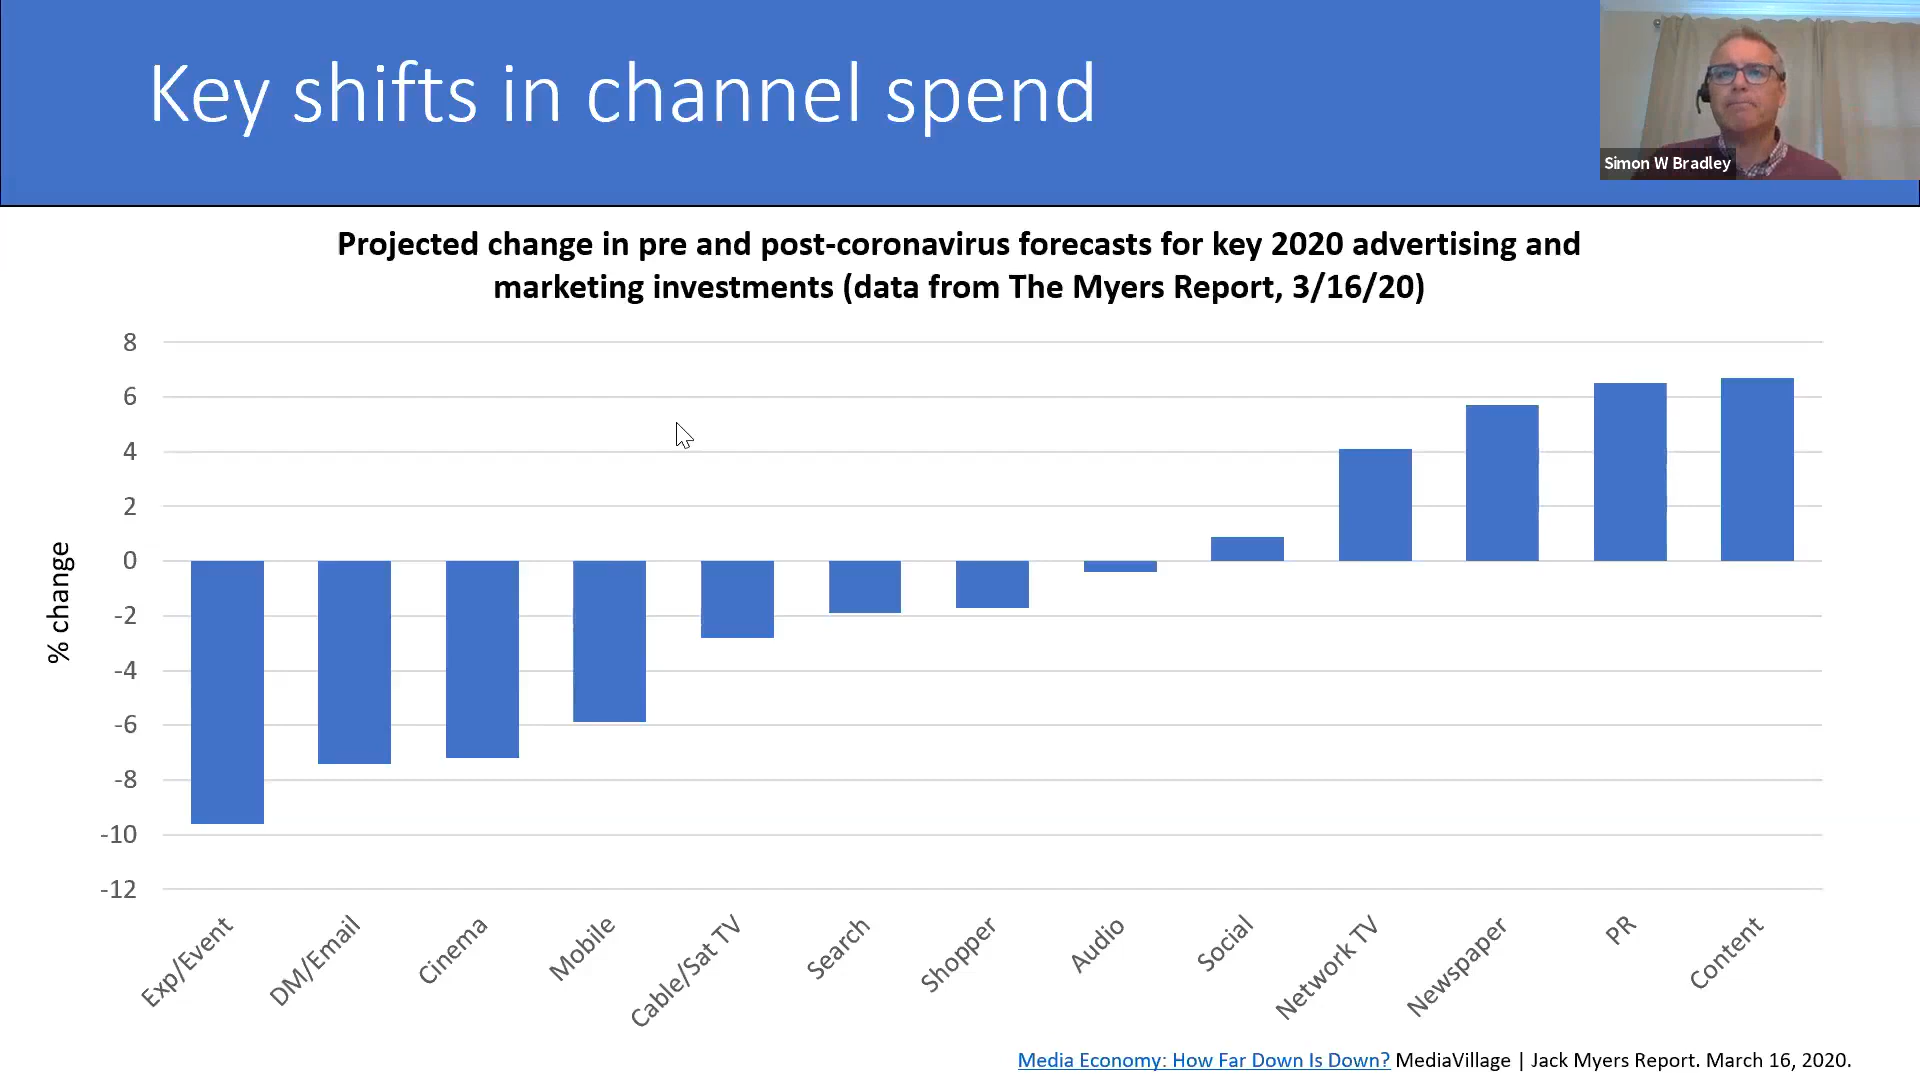 Key shifts in channel spend
Simon W Bradley
Projected change in pre and post-coronavirus forecasts for key 2020 advertising and
marketing investments (data from The Myers Report, 3/16/20)
8
6
4
2
0
-2
-4
-6
-8
-10
-12
% change
Exp/Event
DM/Email
Cinema
Mobile
Cable/Sat TV
Search
Shopper
Audio
Social
Network TV
Newspaper
PR
Content
Media Economy: How Far Down Is Down? MediaVillage | Jack Myers Report. March 16, 2020.